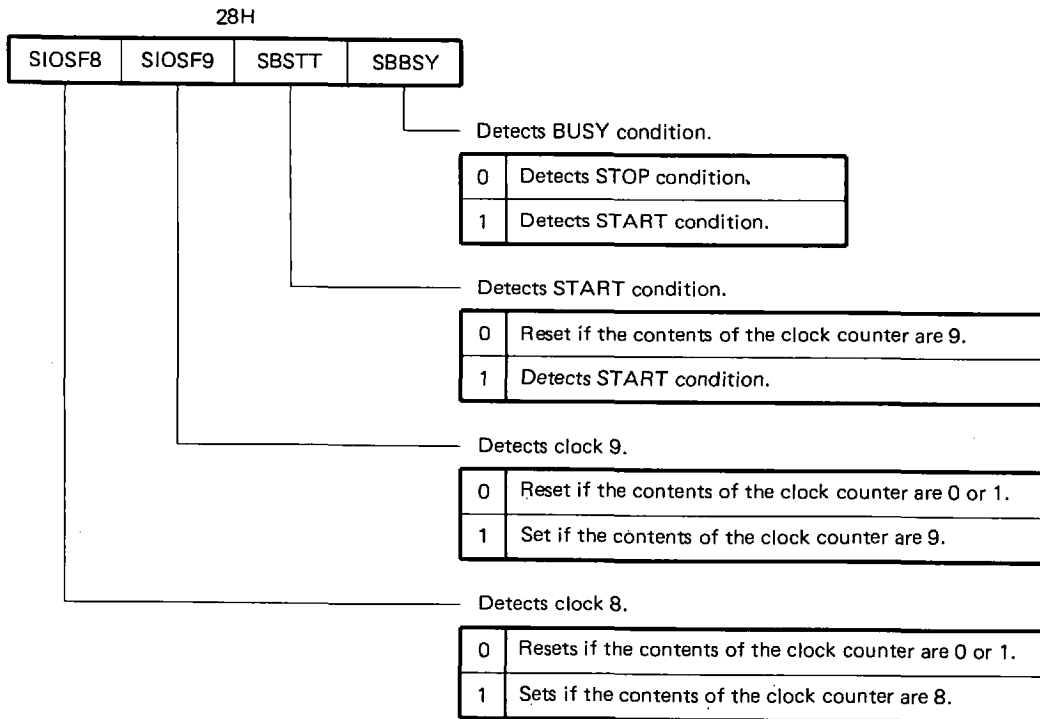 28H
SIOSF8 SIOSF9 SBSTT SBBSY
Detects BUSY condition.
0 Detects STOP condition.
1 Detects START condition.
Detects START condition.
0 Reset if the contents of the clock counter are 9.
1 Detects START condition.
Detects clock 9.
0 Reset if the contents of the clock counter are 0 or 1.
1 Set if the contents of the clock counter are 9.
Detects clock 8.
0 Resets if the contents of the clock counter are 0 or 1.
1 Sets if the contents of the clock counter are 8.